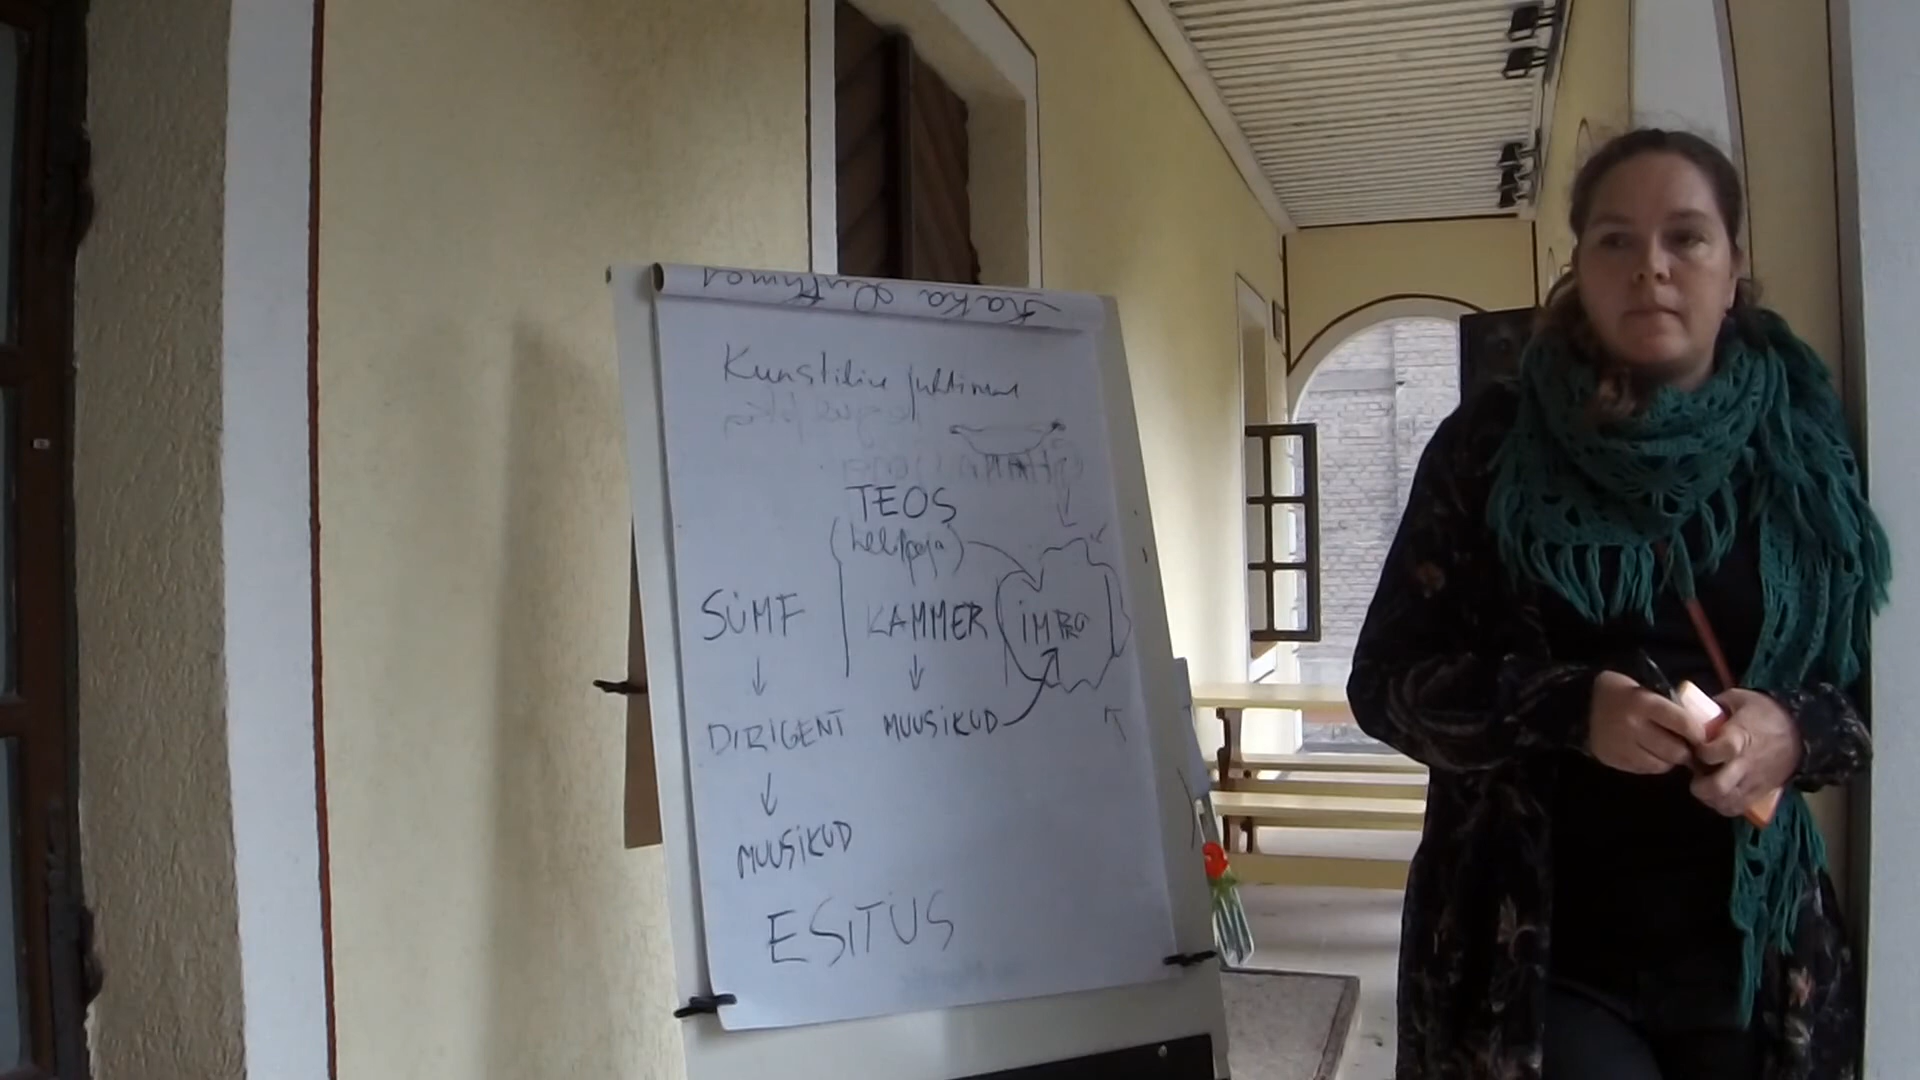 Kunstiline juhtimine
TEOS
(helilooja)
SÜMF KAMMER IMPRO
DIRIGENT MUUSIKUD
MUUSIKUD
ESITUS